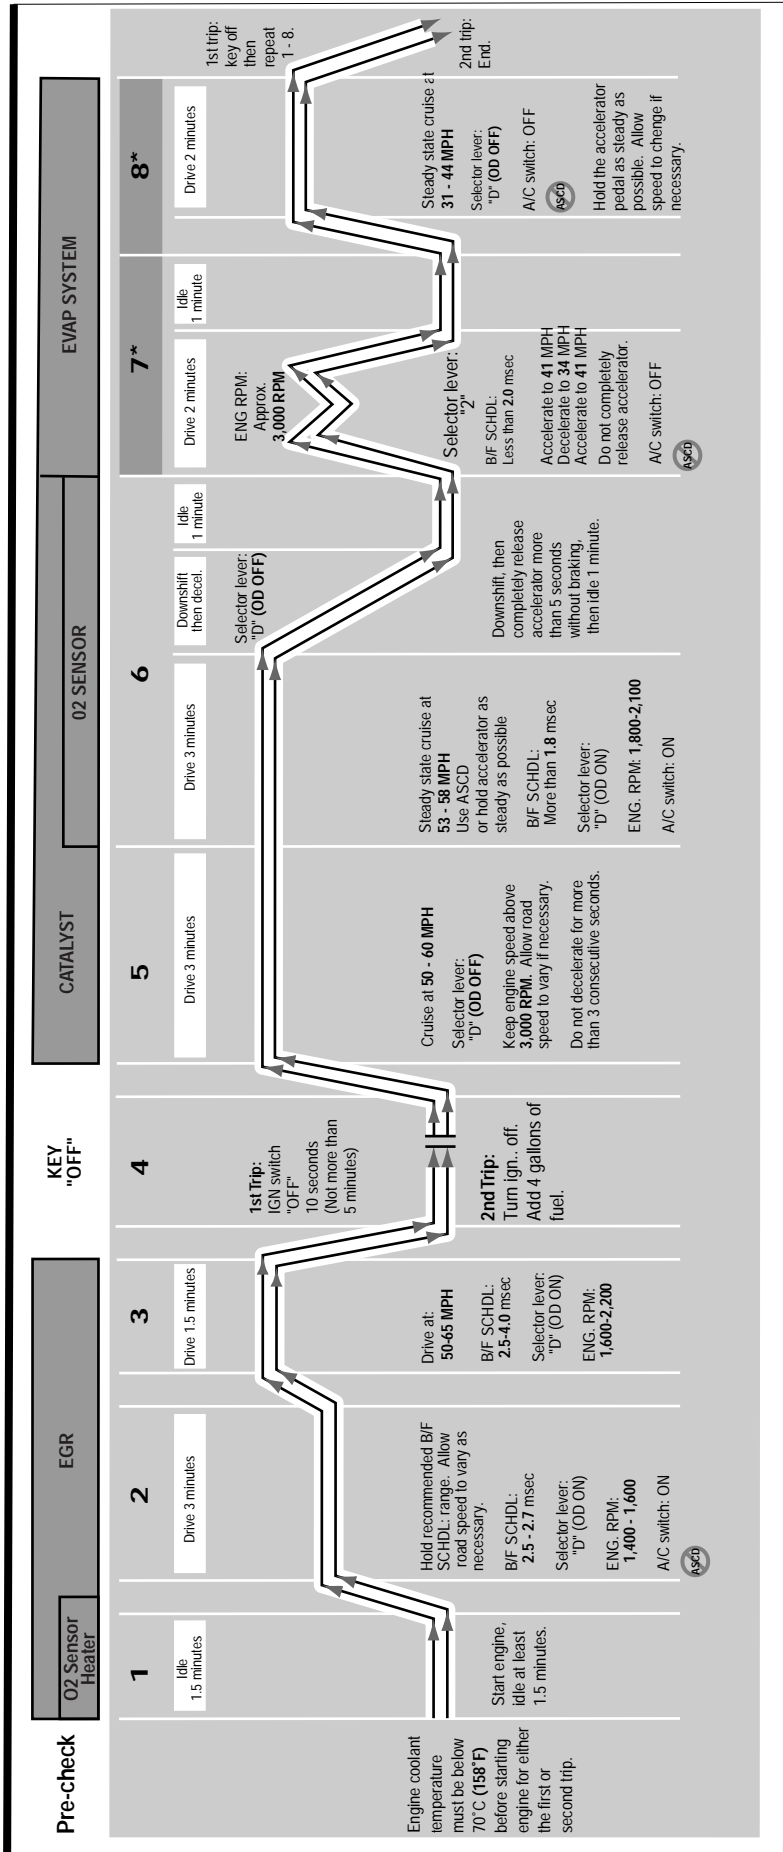 Pre-check
O2 Sensor
Heater
EGR
KEY
"OFF"
CATALYST
02 SENSOR
EVAP SYSTEM
Engine coolant
temperature
must be below
70˚C (158˚F)
before starting
engine for either
the first or
second trip.
1
Idle
1.5 minutes
Start engine,
idle at least
1.5 minutes.
2
Drive 3 minutes
Hold recommended B/F
SCHDL: range. Allow
road speed to vary as
necessary.
B/F SCHDL:
2.5 - 2.7 msec
Selector lever:
"D" (OD ON)
ENG. RPM:
1,400 - 1,600
A/C switch: ON
ASCD
3
Drive 1.5 minutes
Drive at:
50-65 MPH
B/F SCHDL:
2.5-4.0 msec
Selector lever:
"D" (OD ON)
ENG. RPM:
1,600-2,200
4
1st Trip:
IGN switch
"OFF"
10 seconds
(Not more than
5 minutes)
2nd Trip:
Turn ign.. off.
Add 4 gallons of
fuel.
5
Drive 3 minutes
Cruise at 50 - 60 MPH
Selector lever:
"D" (OD OFF)
Keep engine speed above
3,000 RPM. Allow road
speed to vary if necessary.
Do not decelerate for more
than 3 consecutive seconds.
6
Drive 3 minutes
Steady state cruise at
53 - 58 MPH
Use ASCD
or hold accelerator as
steady as possible
B/F SCHDL:
More than 1.8 msec
Selector lever:
"D" (OD ON)
ENG. RPM: 1,800-2,100
A/C switch: ON
Downshift
then decel.
Selector lever:
"D" (OD OFF)
Idle
1 minute
Downshift, then
completely release
accelerator more
than 5 seconds
without braking,
then idle 1 minute.
7*
Drive 2 minutes
ENG RPM:
Approx.
3,000 RPM
Selector lever:
"2"
B/F SCHDL:
Less than 2.0 msec
Accelerate to 41 MPH
Decelerate to 34 MPH
Accelerate to 41 MPH
Do not completely
release accelerator.
A/C switch: OFF
ASCD
Idle
1 minute
8*
Drive 2 minutes
Steady state cruise at
31 - 44 MPH
Selector lever:
"D" (OD OFF)
A/C switch: OFF
ASCD
Hold the accelerator
pedal as steady as
possible. Allow
speed to chenge if
necessary.
1st trip:
key off
then
repeat
1 - 8.
2nd trip:
End.